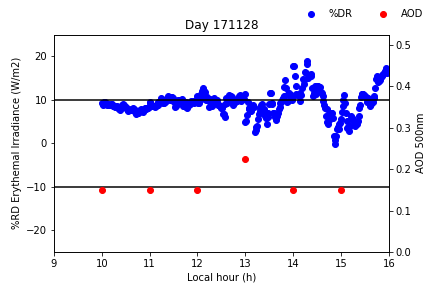 %DR AOD
Day 171128
%RD Erythermal Irradiance (W/m2)
20
10
0
−10
−20
0.5
0.4
0.3
0.2
0.1
0.0
AOD 500nm
9 10 11 12 13 14 15 16
Local hour (h)